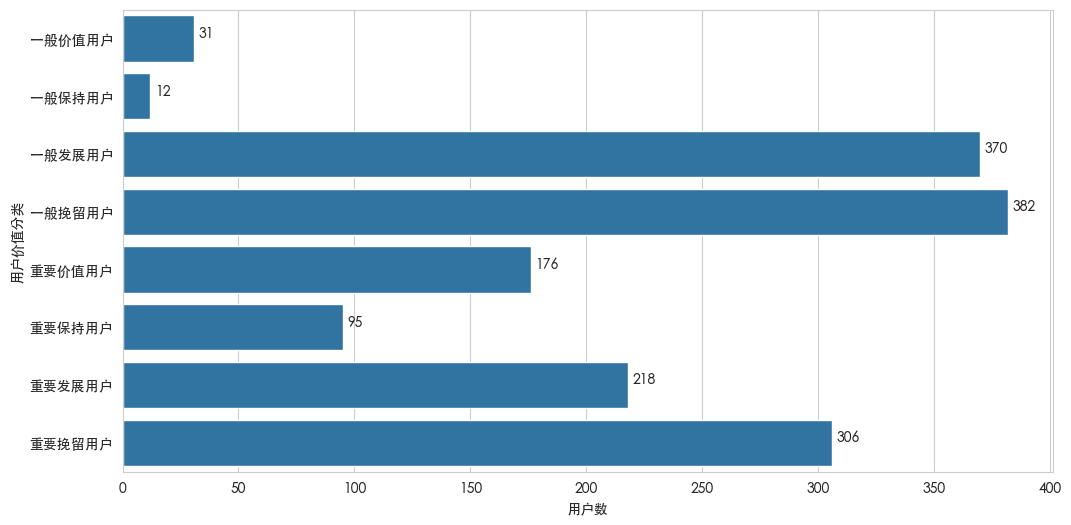 用户价值分类
一般价值用户 31
一般保持用户 12
一般发展用户 370
一般挽留用户 382
重要价值用户 176
重要保持用户 95
重要发展用户 218
重要挽留用户 306
0 50 100 150 200 250 300 350 400
用户数